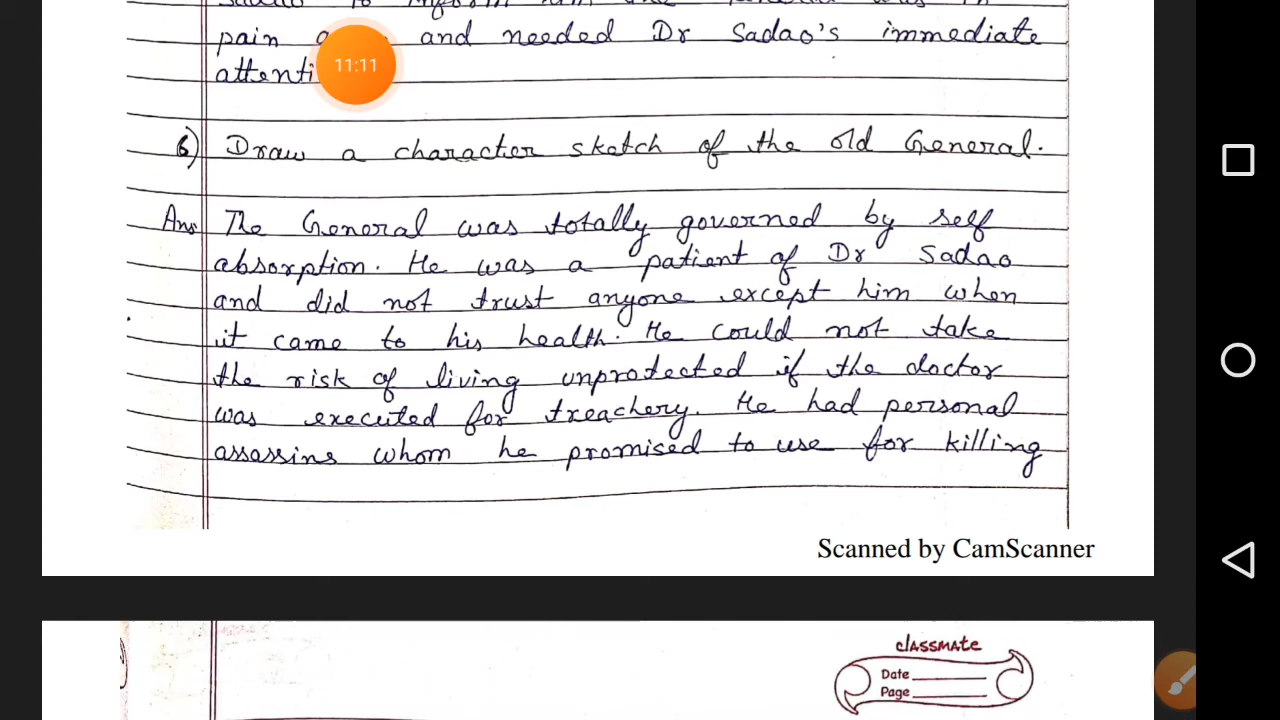 pain and needed Dr Sadao's immediate
11:11
attenti
6) Draw a character sketch of the old General.
Ans The General was totally governed by self
absorption. He was a patient of Dr Sadao
and did not trust anyone except him when
it came to his health. He could not take
the risk of living unprotected if the doctor
was executed for treachery. He had personal
assassins whom he promised to use for killing
Scanned by CamScanner
classmate
Date
Page